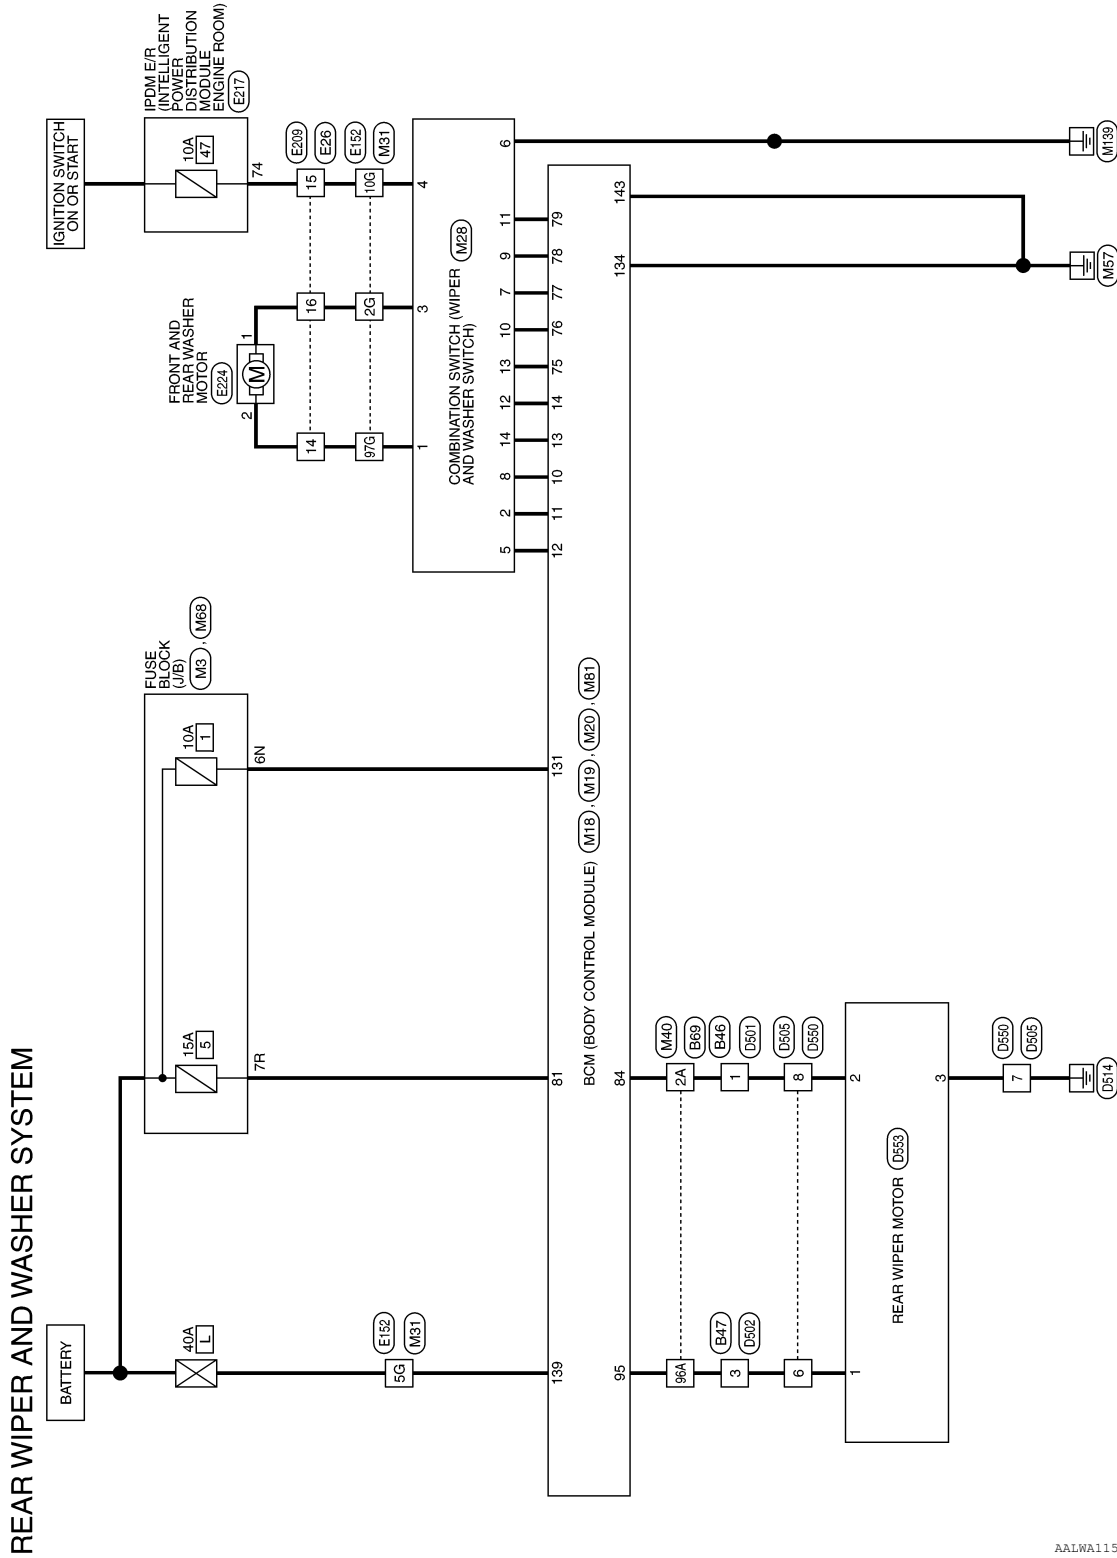 REAR WIPER AND WASHER SYSTEM
BATTERY
IGNITION SWITCH
ON OR START
40A
L
FUSE
BLOCK
(J/B)
M3 , M68
15A
5
10A
1
7R
6N
IPDM E/R
(INTELLIGENT
POWER
DISTRIBUTION
MODULE
ENGINE ROOM)
E217
10A
47
74
FRONT AND
REAR WASHER
MOTOR
E224
2
M
1
14
16
15
E209
E26
97G
2G
10G
E152
M31
5G
E152
M31
1
3
4
COMBINATION SWITCH (WIPER
AND WASHER SWITCH)
M28
5
2
8
14
12
13
10
7
9
11
6
139
81
131
12
11
10
13
14
75
76
77
78
79
BCM (BODY CONTROL MODULE)
M18 , M19 , M20 , M81
95
84
134
143
96A
2A
M40
B69
3
B47
D502
1
B46
D501
6
8
D505
D550
1
2
REAR WIPER MOTOR
D553
3
7
D550
D505
D514
M57
M139
AALWA115